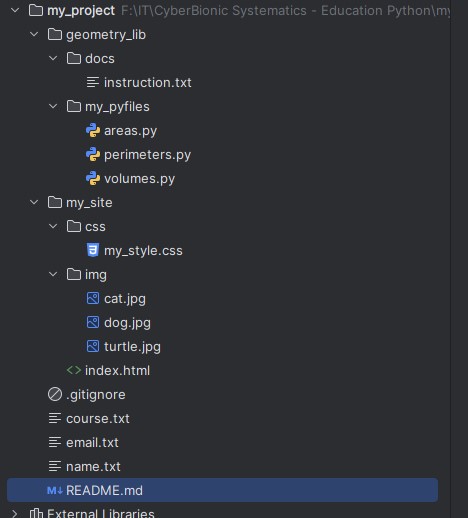 my_project F:\IT\CyberBionic Systematics - Education Python\my
geometry_lib
docs
instruction.txt
my_pyfiles
areas.py
perimeters.py
volumes.py
my_site
css
my_style.css
img
cat.jpg
dog.jpg
turtle.jpg
<> index.html
.gitignore
course.txt
email.txt
name.txt
M↓ README.md
External Libraries